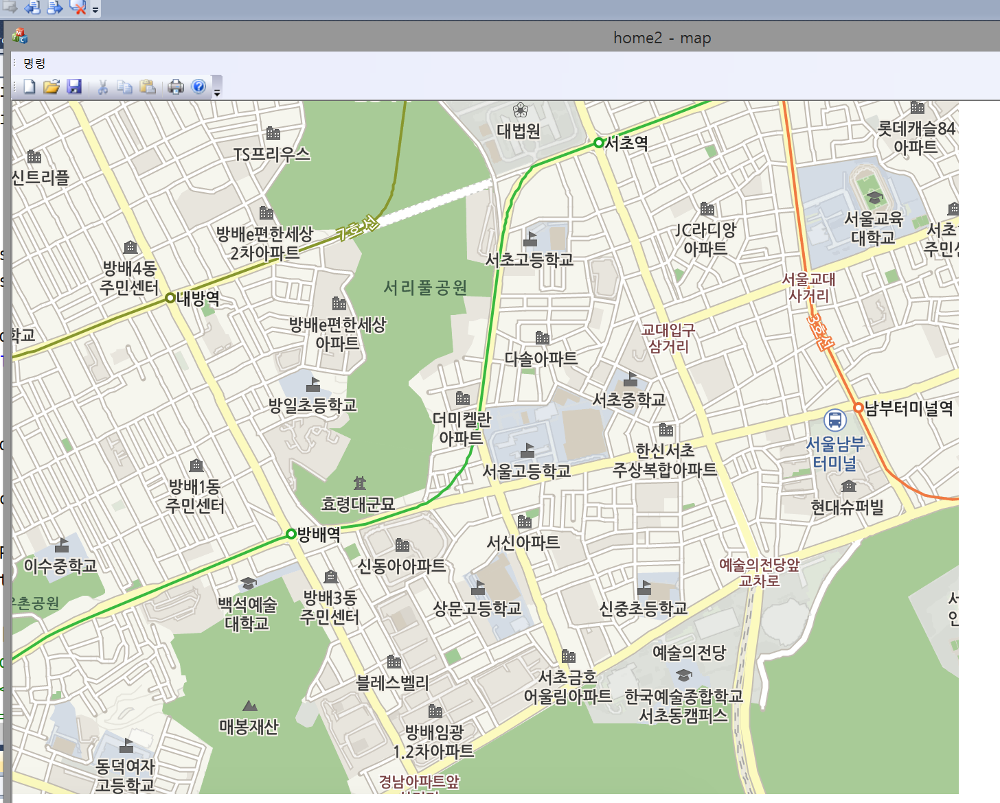 home2 - map
명령
대법원
서초역
롯데캐슬84
아파트
TS프리우스
신트리플
서울교육
대학교
방배e편한세상
2차아파트
7호선
JC라디앙
아파트
서초
주민센
방배4동
주민센터
서초고등학교
서울교대
사거리
서리풀공원
내방역
방배e편한세상
아파트
학교
교대입구
삼거리
3호선
다솔아파트
방일초등학교
서초중학교
남부터미널역
더미켈란
아파트
서울남부
터미널
한신서초
주상복합아파트
서울고등학교
방배1동
주민센터
효령대군묘
현대슈퍼빌
방배역
서신아파트
이수중학교
신동아아파트
예술의전당앞
교차로
촌공원
백석예술
대학교
방배3동
주민센터
상문고등학교
신중초등학교
서
인
예술의전당
블레스벨리
서초금호
어울림아파트
한국예술종합학교
서초동캠퍼스
매봉재산
방배임광
1.2차아파트
동덕여자
고등학교
경남아파트앞